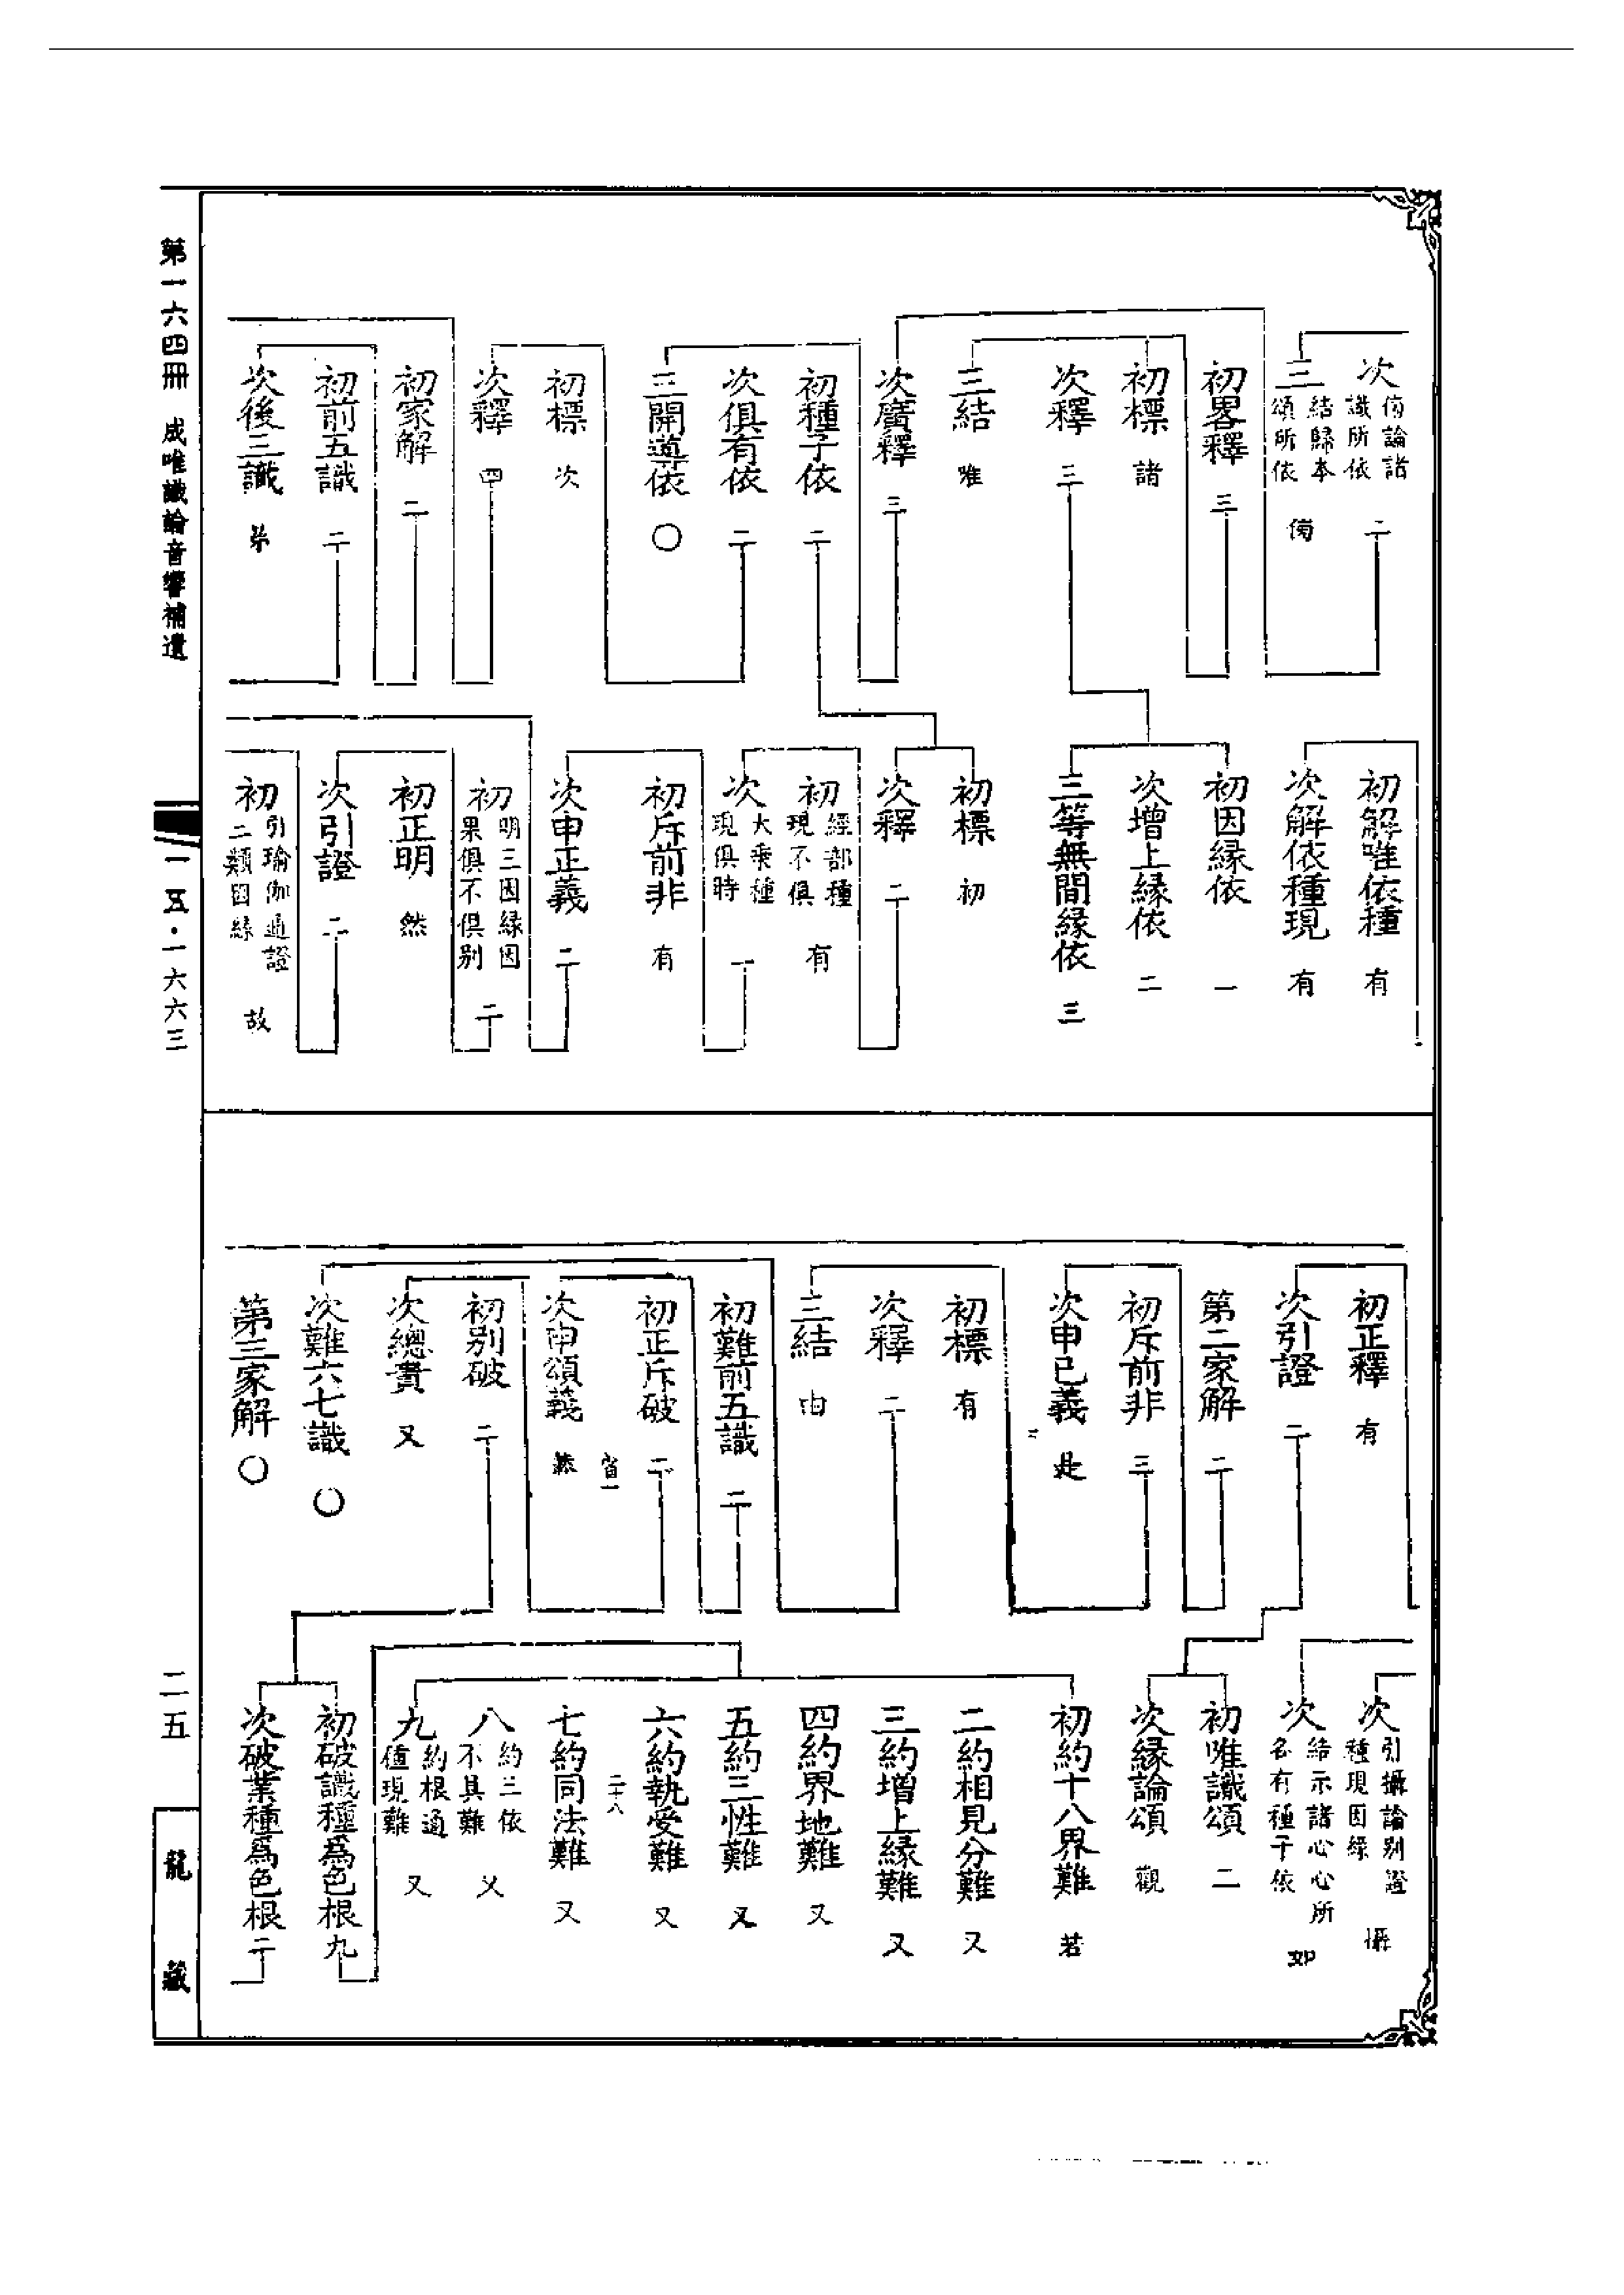 次備論諸識所依 二
三結歸本頌所依 備
初畧釋 三
初標 諸
次釋 三
三結 唯
次廣釋 三
初種子依 二
次俱有依 二
三開導依 〇
初標 次
次釋 四
初家解 二
初前五識 二
次後三識 第
初解唯依種 有
次解依種現 有
初因緣依 一
次增上緣依 二
三等無間緣依 三
初標 初
次釋 二
初經部種現不俱 有
次大乘種現俱時 一
初斥前非 有
次申正義 二
初明三因緣因果俱不俱別 二
初正明 然
次引證 二
初引瑜伽通證二類因緣 故
初正釋 有
次引證 二
第二家解 二
初斥前非 三
次申已義 是
初標 有
次釋 二
三結 由
初難前五識 二
初正斥破 二
次申頌義
初別破 二
次總責 又
次難六七識 〇
第三家解 〇
次引攝論別證種現因緣 攝
次結示諸心心所各有種子依 如
初唯識頌 二
次緣論頌 觀
初約十八界難 若
二約相見分難 又
三約增上緣難 又
四約界地難 又
五約三性難 又
六約執受難 又
二十八
七約同法難 又
八約三依不具難 又
九約根通種現難 又
初破識種爲色根 九
次破業種爲色根 二
第一六四冊 成唯識論音響補遺
一一五・一六六三
二五
龍藏